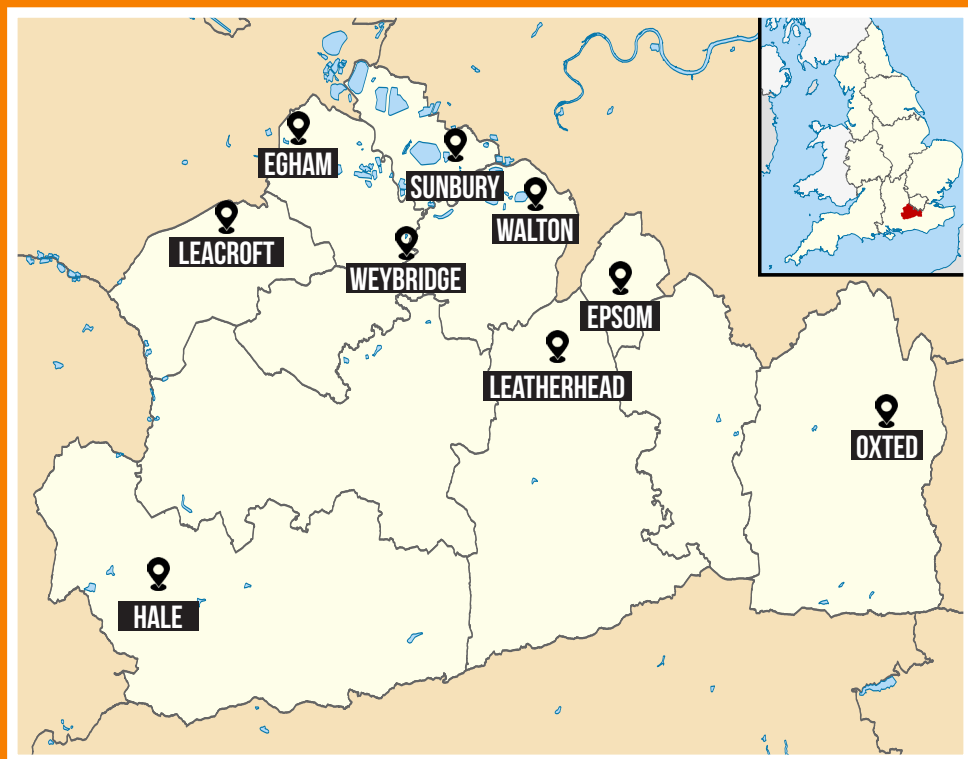 EGHAM
SUNBURY
WALTON
LEACROFT
WEYBRIDGE
EPSOM
LEATHERHEAD
OXTED
HALE